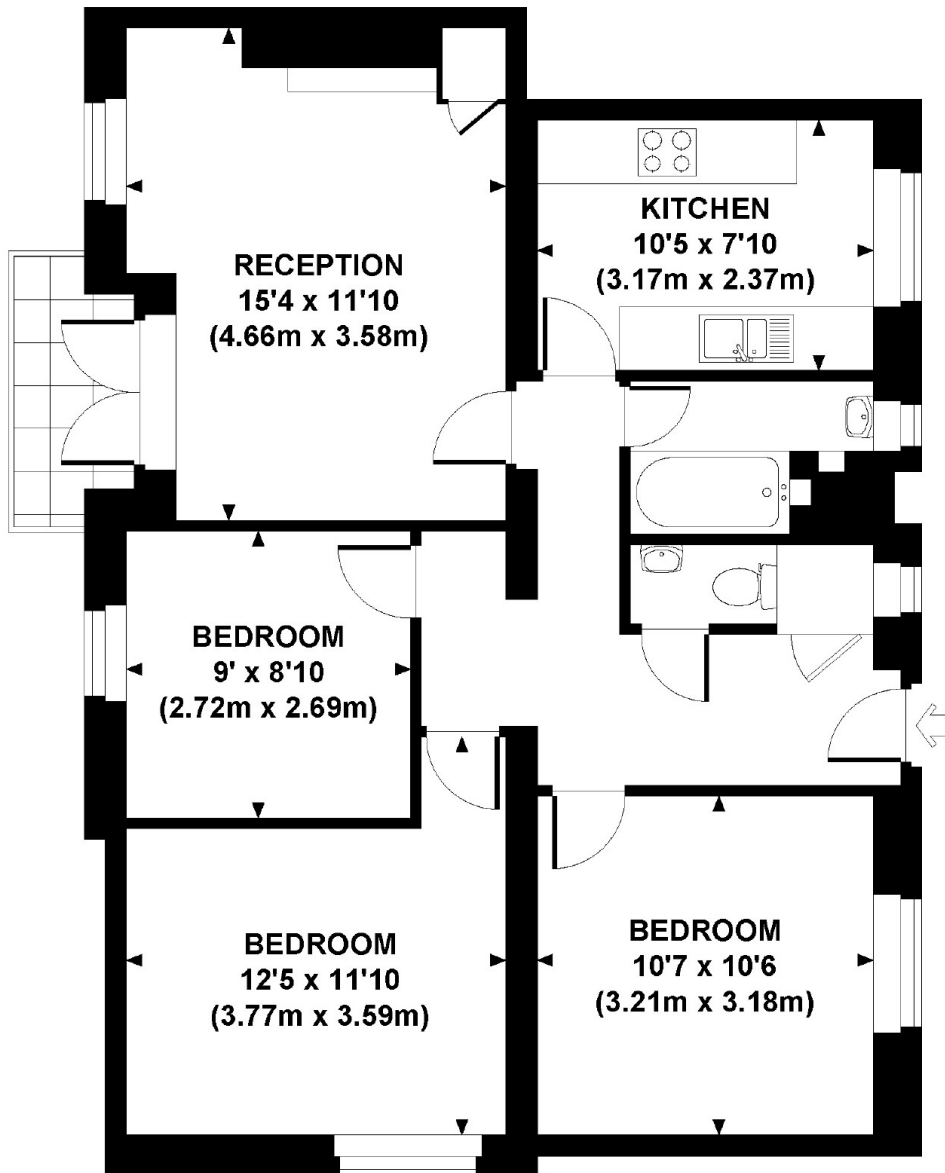 RECEPTION
15'4 x 11'10
(4.66m x 3.58m)
KITCHEN
10'5 x 7'10
(3.17m x 2.37m)
BEDROOM
9' x 8'10
(2.72m x 2.69m)
BEDROOM
12'5 x 11'10
(3.77m x 3.59m)
BEDROOM
10'7 x 10'6
(3.21m x 3.18m)